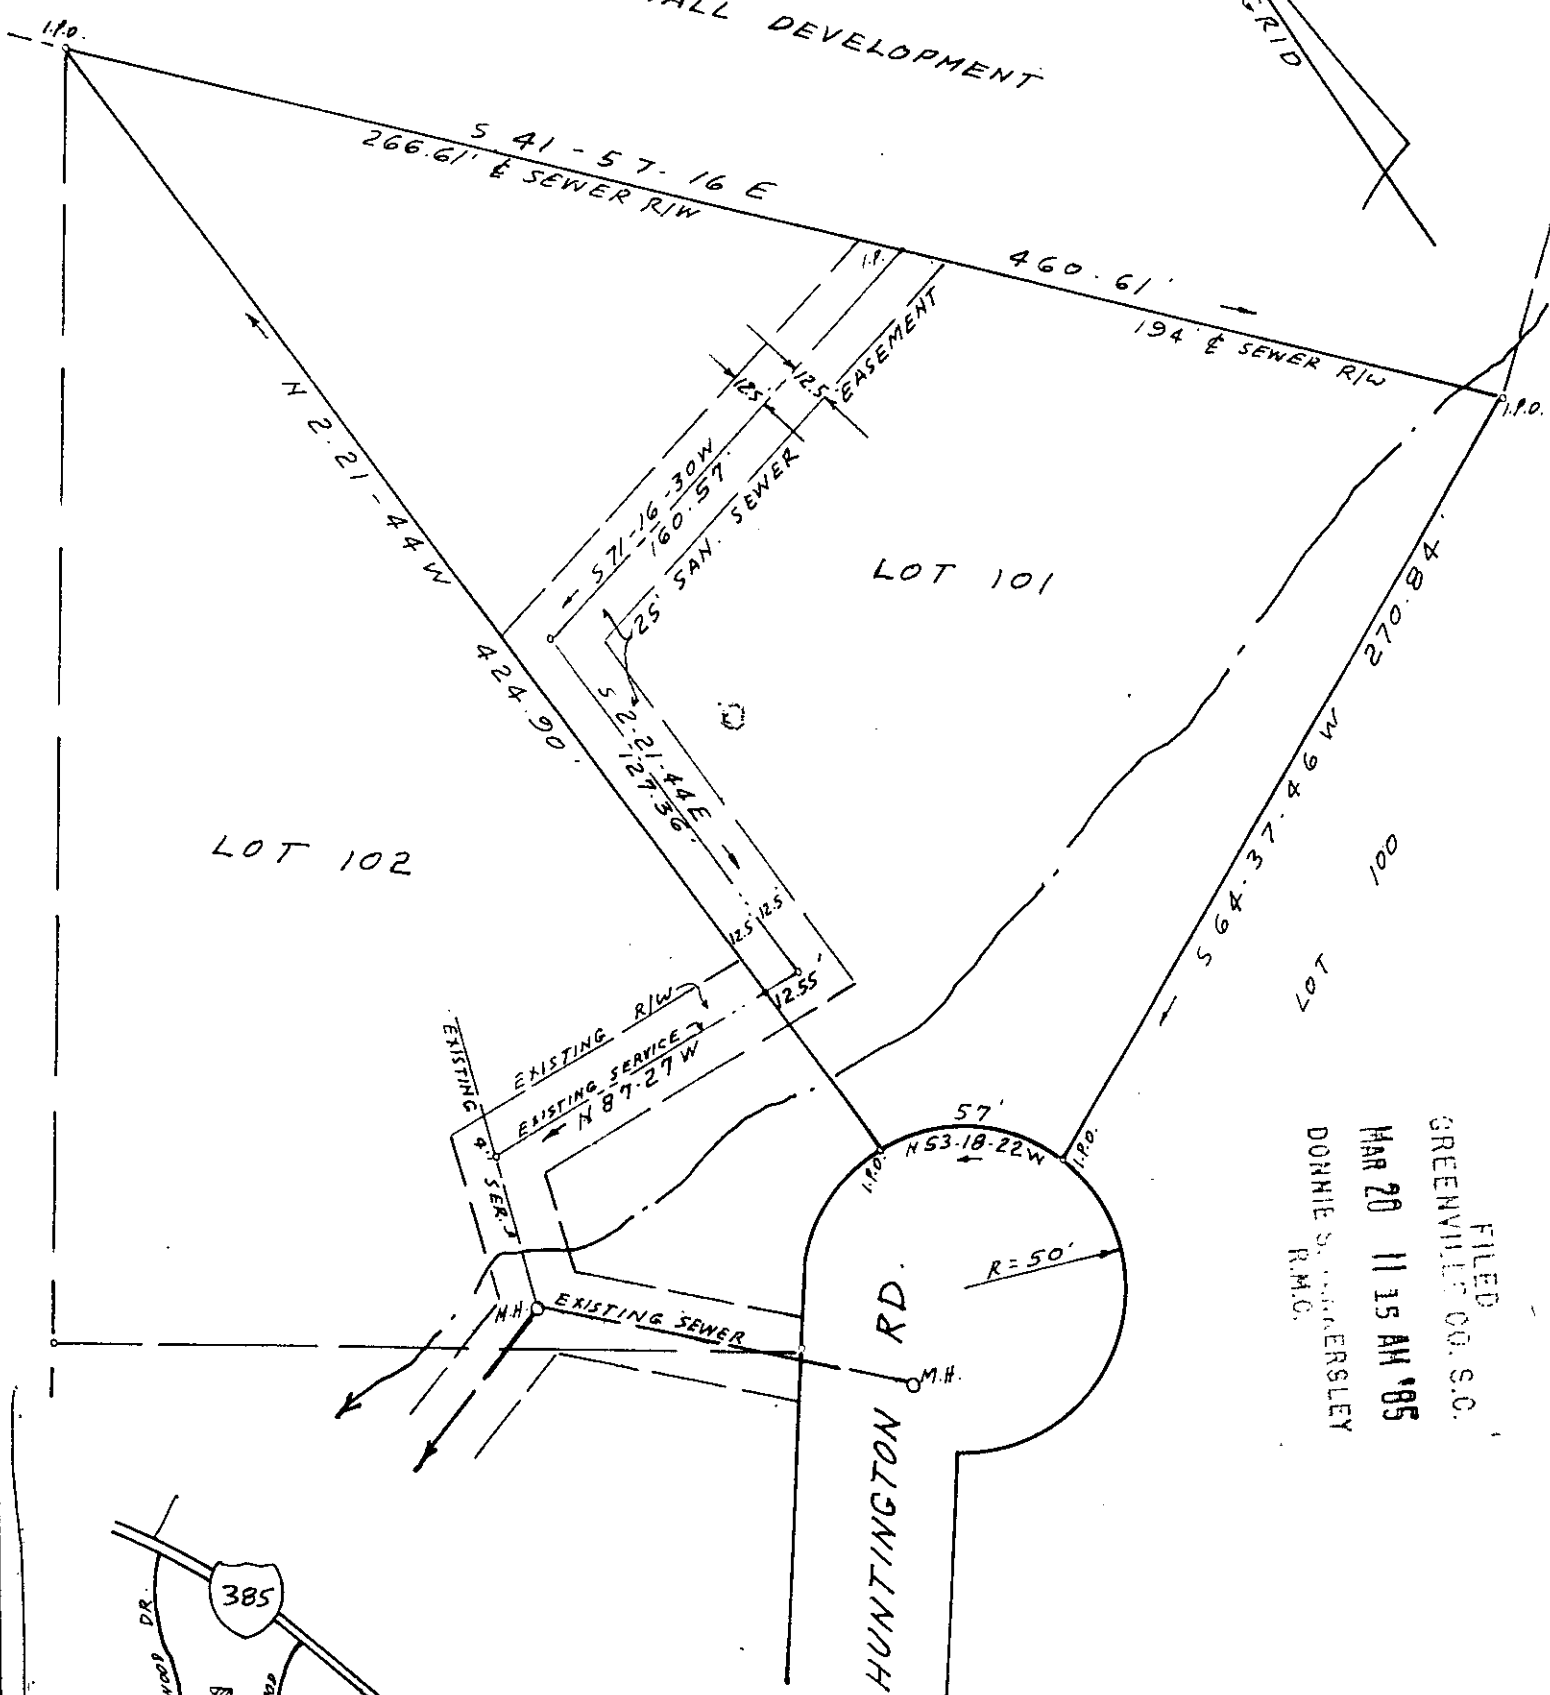 I.P.O.
DEVELOPMENT
GRID
S 41-57-16 E
266.61' ₵ SEWER R/W
460.61'
194' ₵ SEWER R/W
I.P.
I.P.O.
12.5'
12.5'
EASEMENT
N 2-21-44 W
424.90'
S 71-16-30 W
160.57'
25' SAN. SEWER
LOT 101
270.84'
S 64-37-46 W
S 2-21-44 E
127.36'
LOT 102
LOT 100
12.5'
12.5'
12.55'
EXISTING R/W
EXISTING SERVICE
N 87-27 W
EXISTING
4"
SER.
57'
N 53-18-22 W
I.P.O.
I.P.O.
R=50'
M.H.
EXISTING SEWER
M.H.
HUNTINGTON RD.
FILED
GREENVILLE CO. S.C.
MAR 20 11 15 AM '85
DONNIE S.
R.M.C.
385
DR.